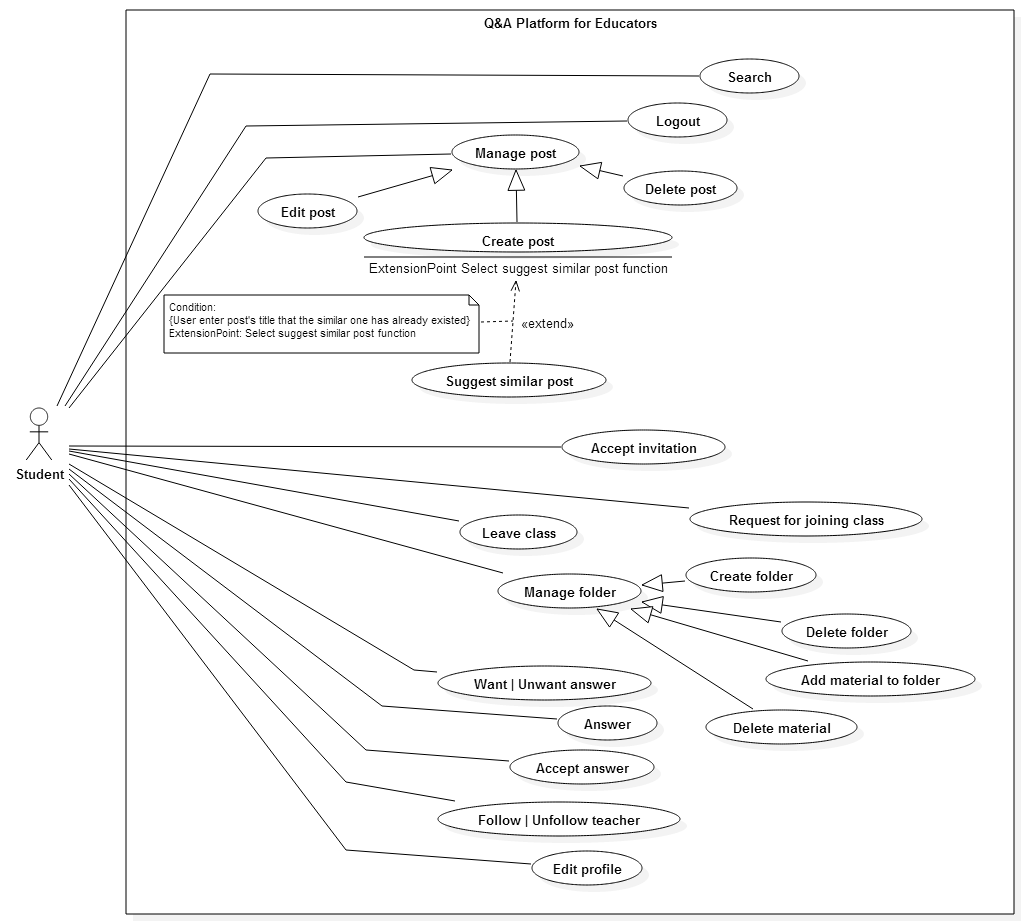 Q&A Platform for Educators
Search
Logout
Manage post
Delete post
Edit post
Create post
ExtensionPoint Select suggest similar post function
Condition:
{User enter post's title that the similar one has already existed}
ExtensionPoint: Select suggest similar post function
«extend»
Suggest similar post
Student
Accept invitation
Request for joining class
Leave class
Create folder
Manage folder
Delete folder
Add material to folder
Want | Unwant answer
Answer
Delete material
Accept answer
Follow | Unfollow teacher
Edit profile